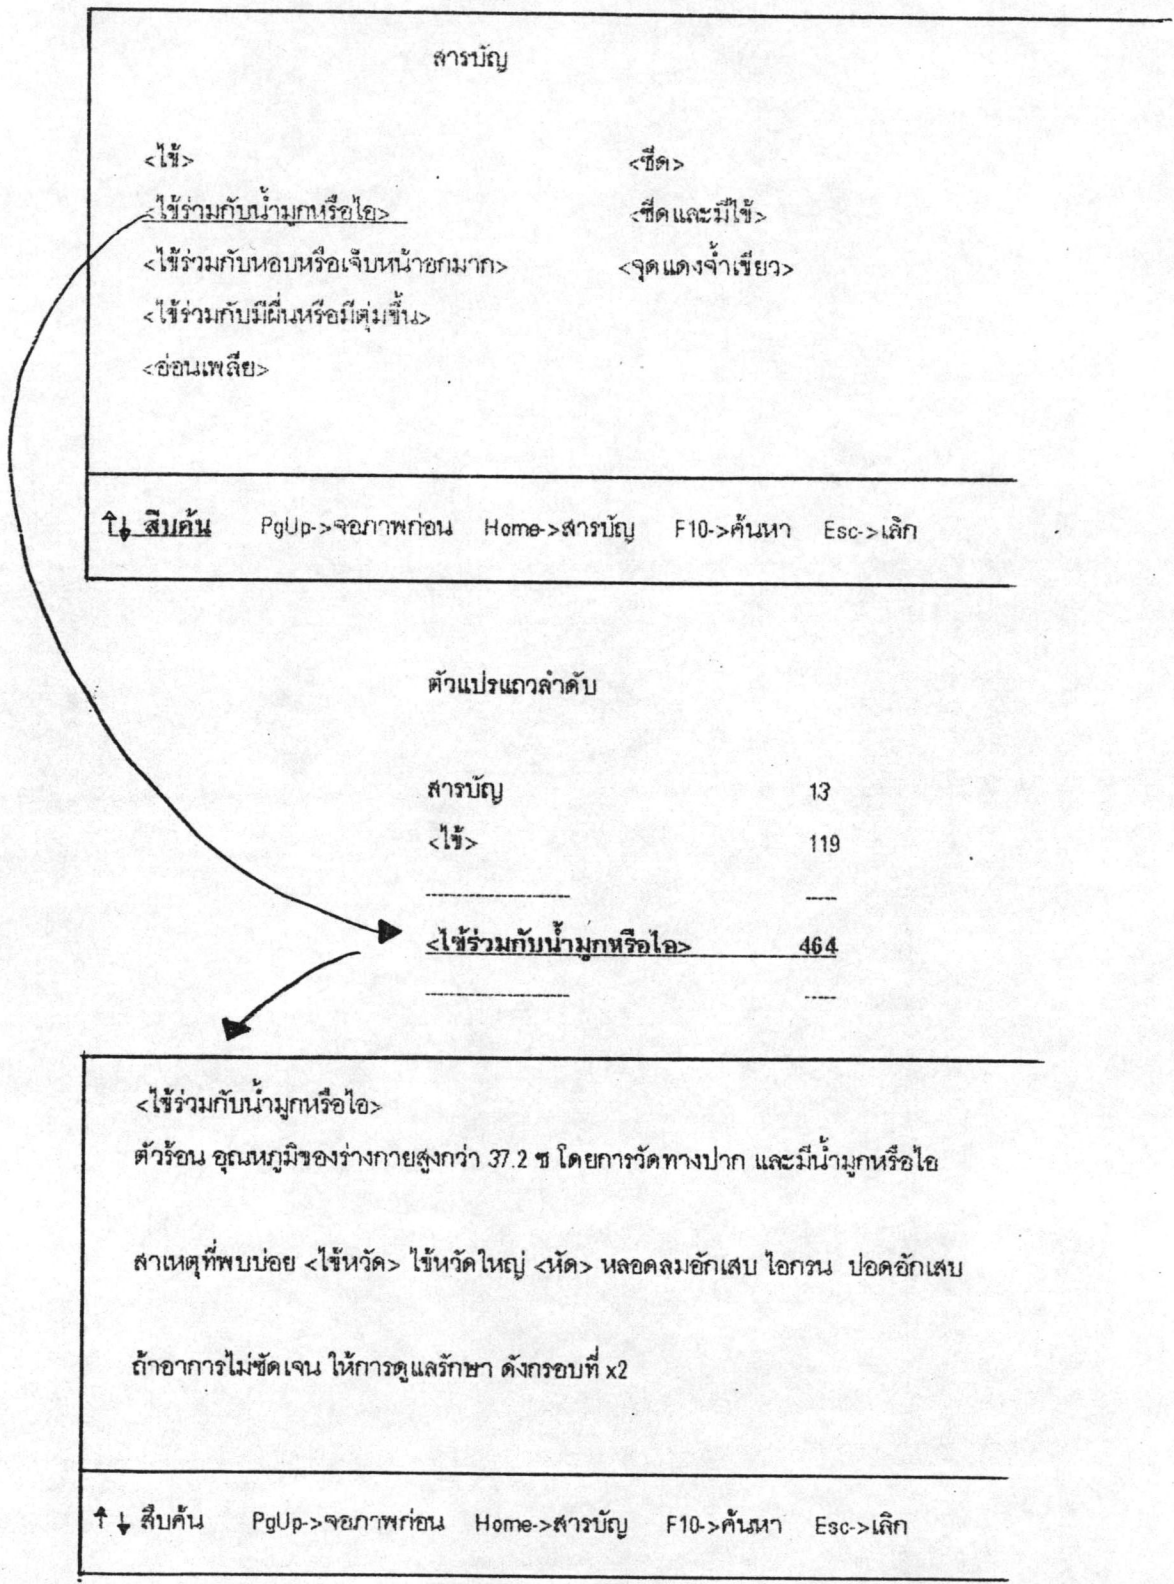 สารบัญ
<ไข้> <ซีด>
<ไข้ร่วมกับน้ำมูกหรือไอ> <ซีดและมีไข้>
<ไข้ร่วมกับหอบหรือเจ็บหน้าอกมาก> <จุดแดงจ้ำเขียว>
<ไข้ร่วมกับมีผื่นหรือมีตุ่มขึ้น>
<อ่อนเพลีย>
↑↓ สืบค้น PgUp->จอภาพก่อน Home->สารบัญ F10->ค้นหา Esc->เลิก
ตัวแปรแถวลำดับ
สารบัญ 13
<ไข้> 119
<ไข้ร่วมกับน้ำมูกหรือไอ> 464
<ไข้ร่วมกับน้ำมูกหรือไอ>
ตัวร้อน อุณหภูมิของร่างกายสูงกว่า 37.2 ซ โดยการวัดทางปาก และมีน้ำมูกหรือไอ
สาเหตุที่พบบ่อย <ไข้หวัด> ไข้หวัดใหญ่ <หัด> หลอดลมอักเสบ ไอกรน ปอดอักเสบ
ถ้าอาการไม่ชัดเจน ให้การดูแลรักษา ดังกรอบที่ x2
↑↓ สืบค้น PgUp->จอภาพก่อน Home->สารบัญ F10->ค้นหา Esc->เลิก